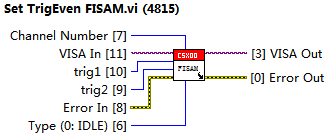 Set TrigEven FISAM.vi (4815)
Channel Number [7]
VISA In [11]
trig1 [10]
trig2 [9]
Error In [8]
Type (0: IDLE) [6]
CSX00
FISAM
[3] VISA Out
[0] Error Out